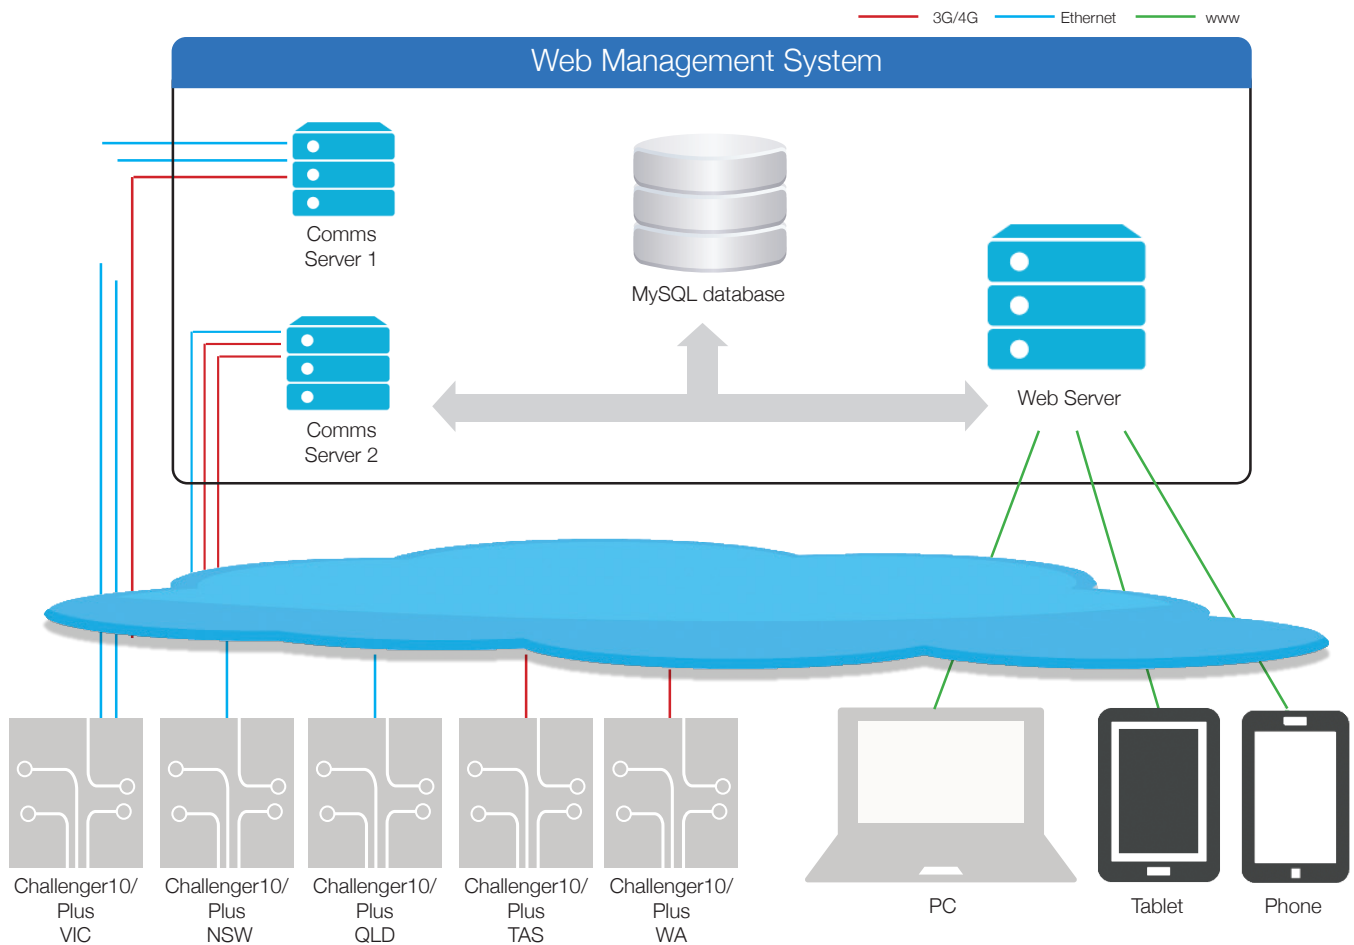 3G/4G
Ethernet
www
Web Management System
Comms
Server 1
MySQL database
Web Server
Comms
Server 2
Challenger10/
Plus
VIC
Challenger10/
Plus
NSW
Challenger10/
Plus
QLD
Challenger10/
Plus
TAS
Challenger10/
Plus
WA
PC
Tablet
Phone